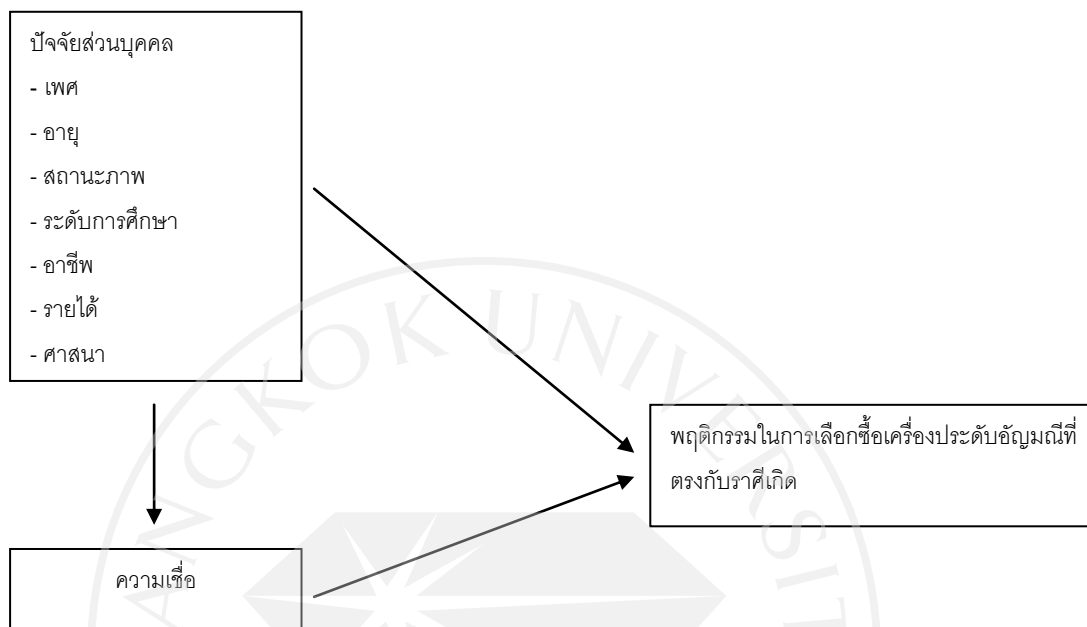 ปัจจัยส่วนบุคคล
- เพศ
- อายุ
- สถานะภาพ
- ระดับการศึกษา
- อาชีพ
- รายได้
- ศาสนา
พฤติกรรมในการเลือกซื้อเครื่องประดับอัญมณีที่
ตรงกับราศีเกิด
ความเชื่อ
ANGKOK UNIVERSIT